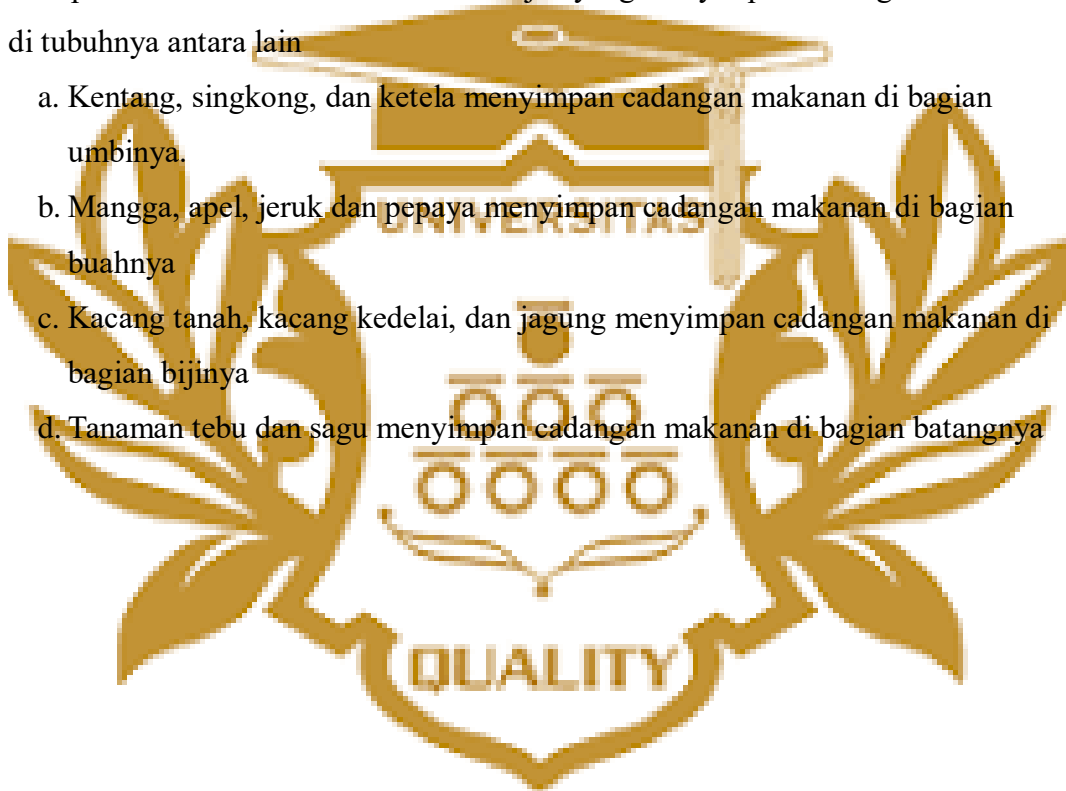 di tubuhnya antara lain
a. Kentang, singkong, dan ketela menyimpan cadangan makanan di bagian
umbinya.
b. Mangga, apel, jeruk dan pepaya menyimpan cadangan makanan di bagian
UNIVERSITAS
buahnya
c. Kacang tanah, kacang kedelai, dan jagung menyimpan cadangan makanan di
bagian bijinya
d. Tanaman tebu dan sagu menyimpan cadangan makanan di bagian batangnya
QUALITY